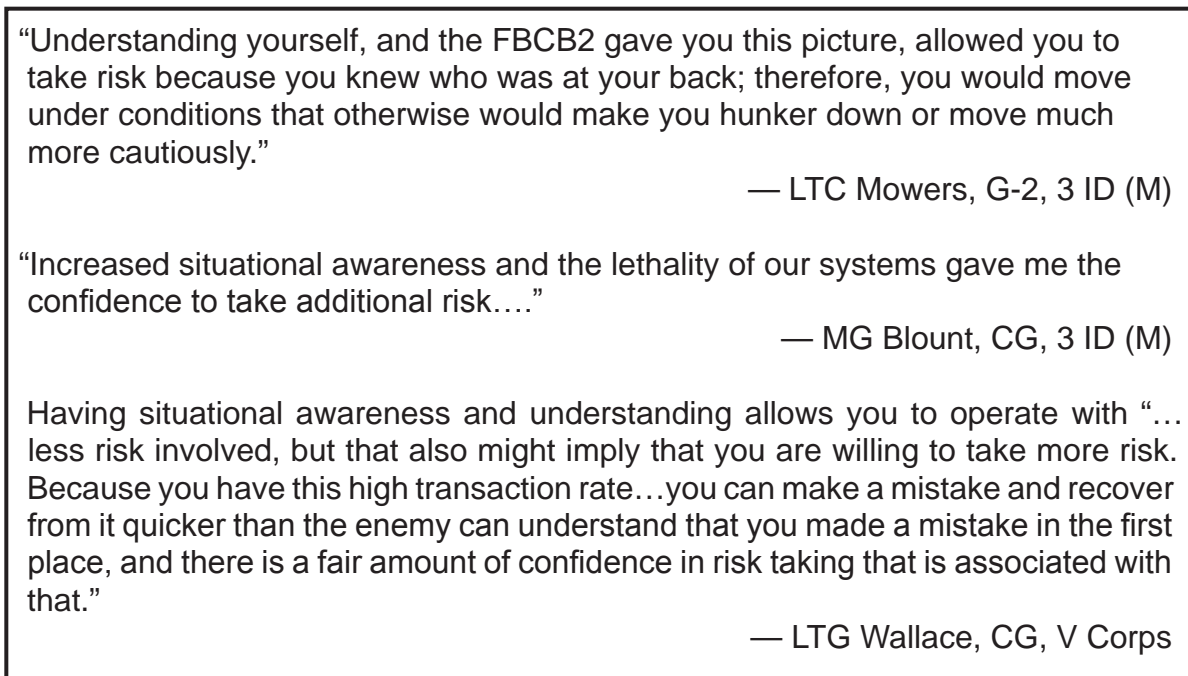 “Understanding yourself, and the FBCB2 gave you this picture, allowed you to
take risk because you knew who was at your back; therefore, you would move
under conditions that otherwise would make you hunker down or move much
more cautiously.”
— LTC Mowers, G-2, 3 ID (M)
“Increased situational awareness and the lethality of our systems gave me the
confidence to take additional risk….”
— MG Blount, CG, 3 ID (M)
Having situational awareness and understanding allows you to operate with “…
less risk involved, but that also might imply that you are willing to take more risk.
Because you have this high transaction rate…you can make a mistake and recover
from it quicker than the enemy can understand that you made a mistake in the first
place, and there is a fair amount of confidence in risk taking that is associated with
that.”
— LTG Wallace, CG, V Corps